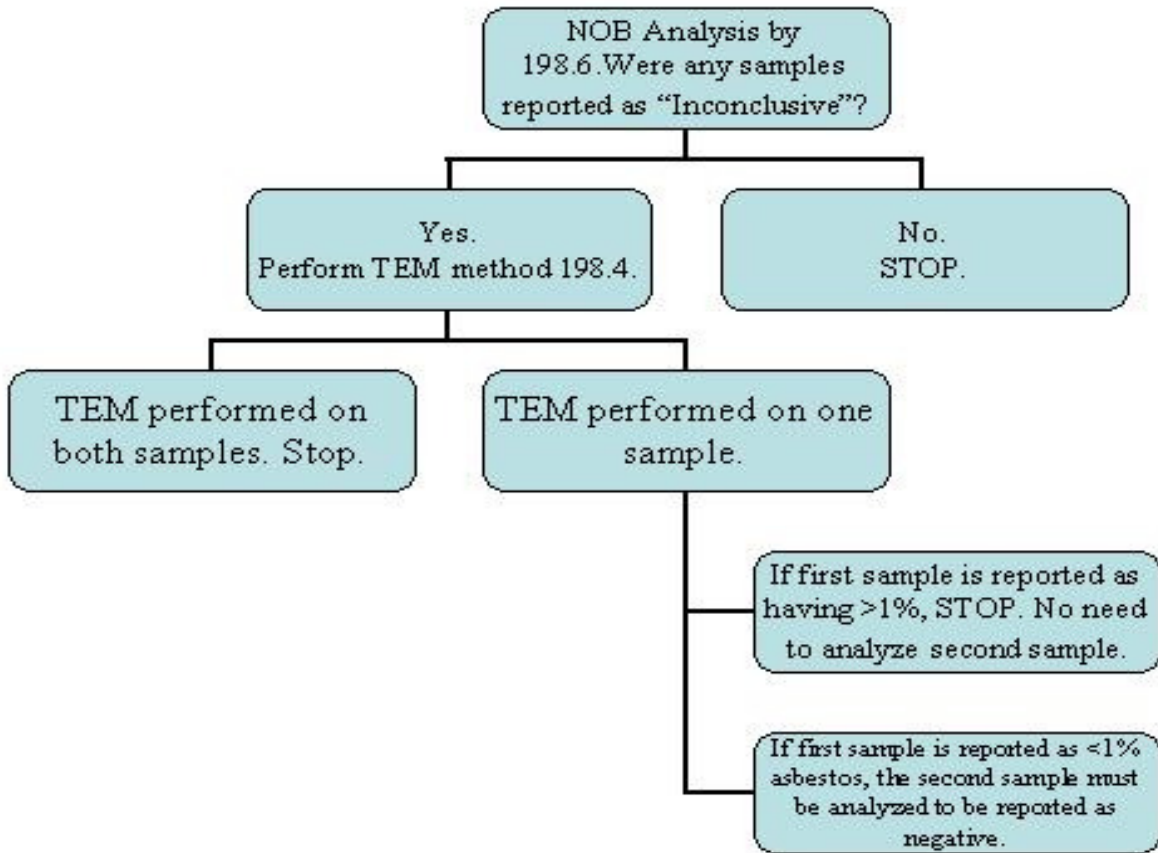 NOB Analysis by
198.6.Were any samples
reported as “Inconclusive”?
Yes.
Perform TEM method 198.4.
No.
STOP.
TEM performed on
both samples. Stop.
TEM performed on one
sample.
If first sample is reported as
having >1%, STOP. No need
to analyze second sample.
If first sample is reported as <1%
asbestos, the second sample must
be analyzed to be reported as
negative.